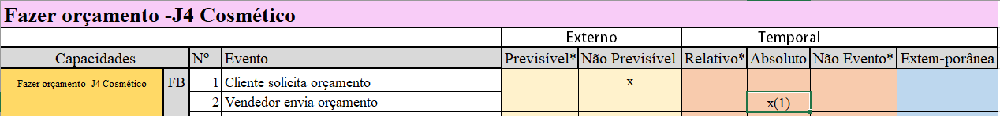 Fazer orçamento -J4 Cosmético
Externo Temporal
Capacidades Nº Evento Previsível* Não Previsível Relativo* Absoluto Não Evento* Extem-porânea
Fazer orçamento -J4 Cosmético FB 1 Cliente solicita orçamento x
2 Vendedor envia orçamento x(1)